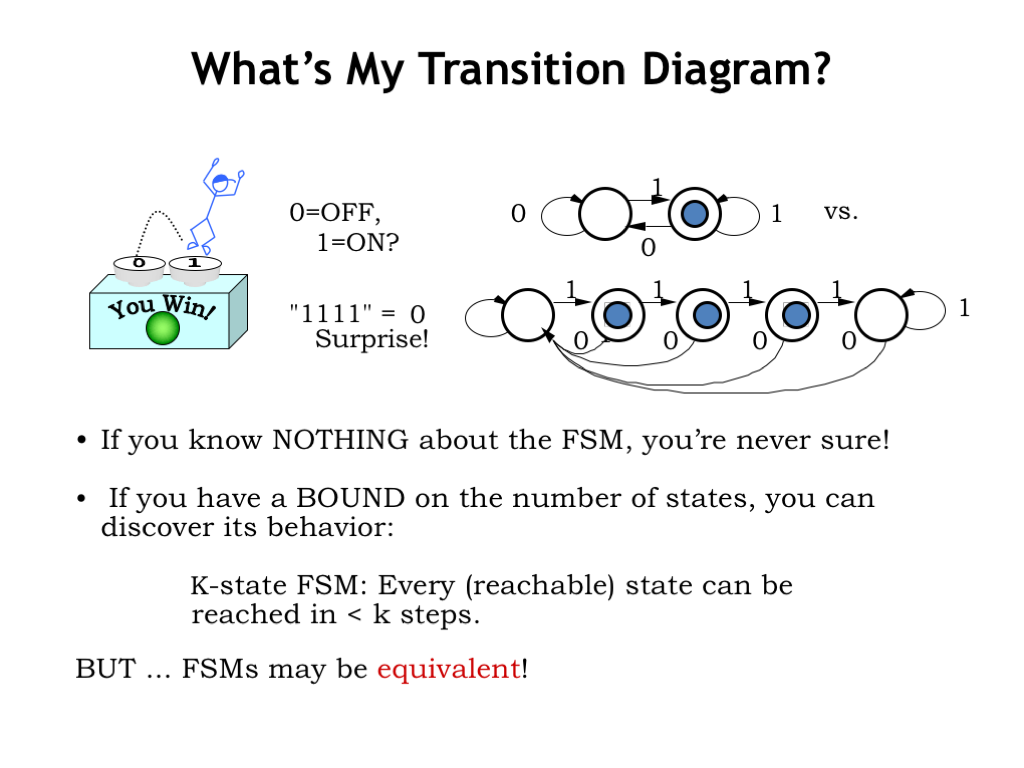 What's My Transition Diagram?
0=OFF,
1=ON?
0 1
You Win!
"1111" = 0
Surprise!
1
0
1
vs.
0
1
1
1
1
1
0
0
0
0
• If you know NOTHING about the FSM, you're never sure!
• If you have a BOUND on the number of states, you can
discover its behavior:
K-state FSM: Every (reachable) state can be
reached in < k steps.
BUT ... FSMs may be equivalent!